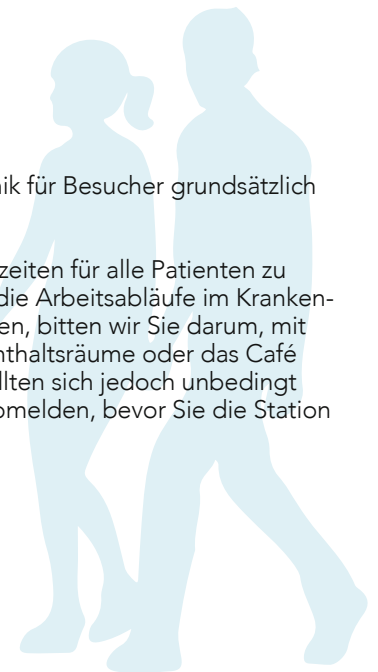 ik für Besucher grundsätzlich
zeiten für alle Patienten zu
die Arbeitsabläufe im Kranken-
en, bitten wir Sie darum, mit
nthaltsräume oder das Café
llten sich jedoch unbedingt
bmelden, bevor Sie die Station